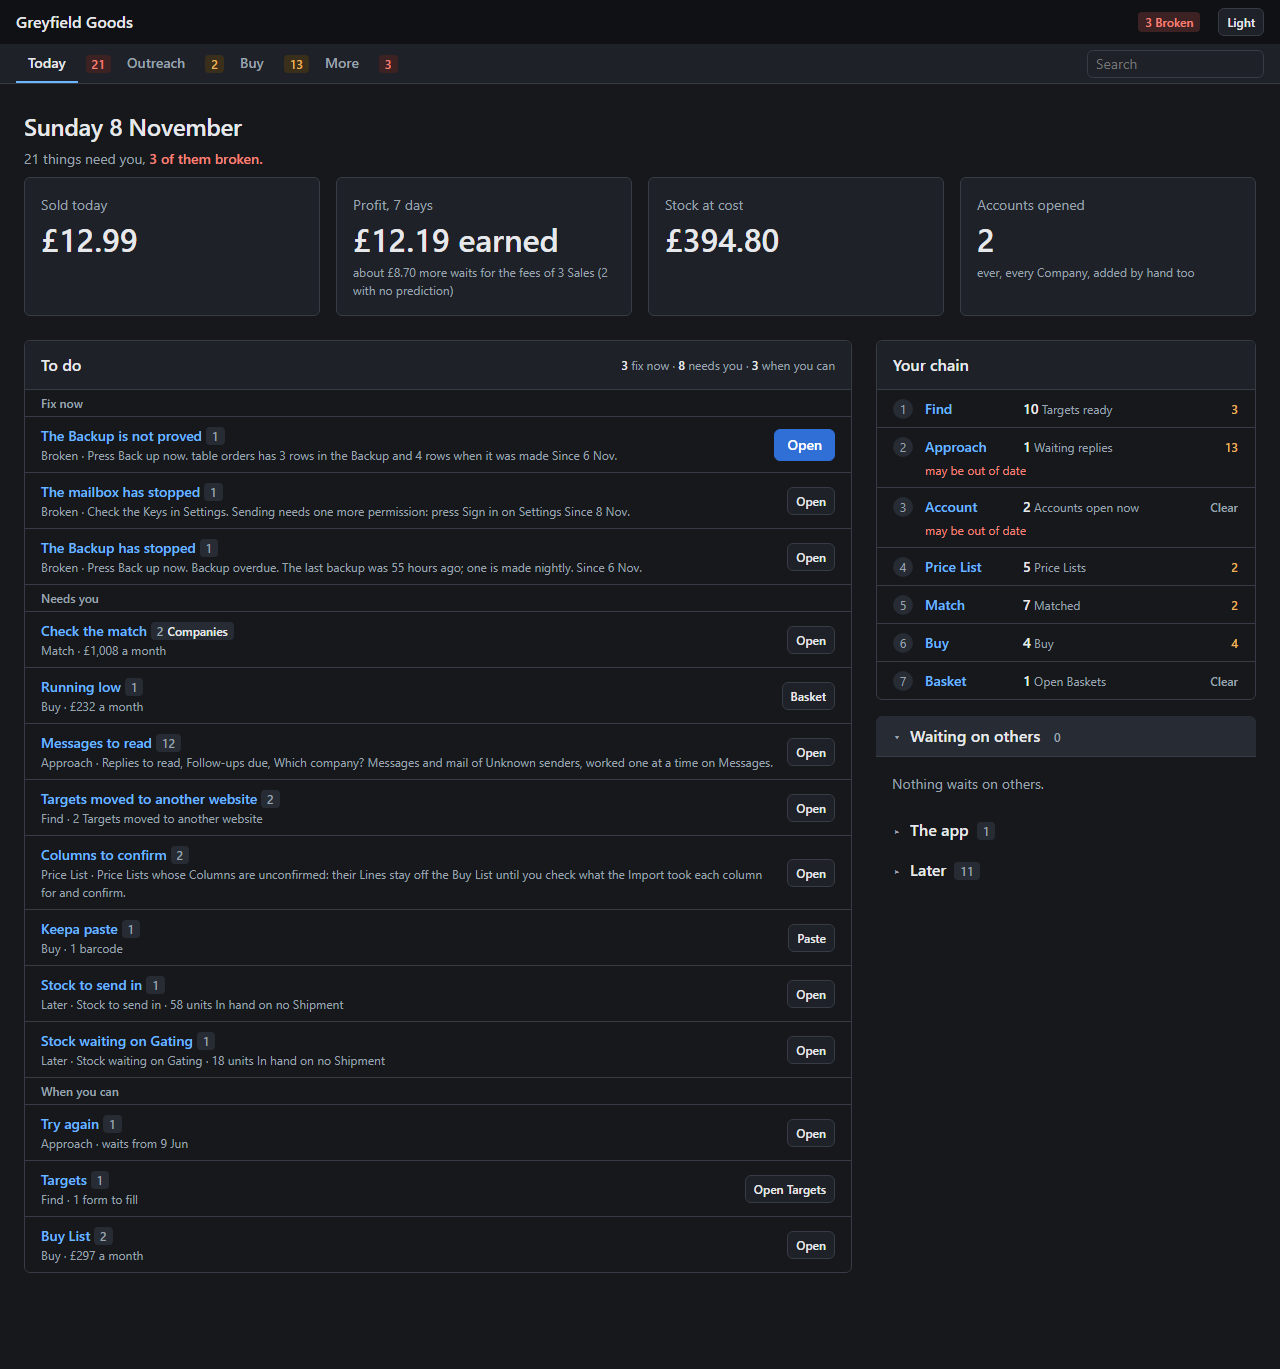 Greyfield Goods
3 Broken
Light
Today 21 Outreach 2 Buy 13 More 3
Search
Sunday 8 November
21 things need you, 3 of them broken.
Sold today
£12.99
Profit, 7 days
£12.19 earned
about £8.70 more waits for the fees of 3 Sales (2
with no prediction)
Stock at cost
£394.80
Accounts opened
2
ever, every Company, added by hand too
To do
3 fix now · 8 needs you · 3 when you can
Fix now
The Backup is not proved 1
Broken · Press Back up now. table orders has 3 rows in the Backup and 4 rows when it was made Since 6 Nov.
Open
The mailbox has stopped 1
Broken · Check the Keys in Settings. Sending needs one more permission: press Sign in on Settings Since 8 Nov.
Open
The Backup has stopped 1
Broken · Press Back up now. Backup overdue. The last backup was 55 hours ago; one is made nightly. Since 6 Nov.
Open
Needs you
Check the match 2 Companies
Match · £1,008 a month
Open
Running low 1
Buy · £232 a month
Basket
Messages to read 12
Approach · Replies to read, Follow-ups due, Which company? Messages and mail of Unknown senders, worked one at a time on Messages.
Open
Targets moved to another website 2
Find · 2 Targets moved to another website
Open
Columns to confirm 2
Price List · Price Lists whose Columns are unconfirmed: their Lines stay off the Buy List until you check what the Import took each column
for and confirm.
Open
Keepa paste 1
Buy · 1 barcode
Paste
Stock to send in 1
Later · Stock to send in · 58 units In hand on no Shipment
Open
Stock waiting on Gating 1
Later · Stock waiting on Gating · 18 units In hand on no Shipment
Open
When you can
Try again 1
Approach · waits from 9 Jun
Open
Targets 1
Find · 1 form to fill
Open Targets
Buy List 2
Buy · £297 a month
Open
Your chain
1 Find 10 Targets ready 3
2 Approach 1 Waiting replies 13
may be out of date
3 Account 2 Accounts open now Clear
may be out of date
4 Price List 5 Price Lists 2
5 Match 7 Matched 2
6 Buy 4 Buy 4
7 Basket 1 Open Baskets Clear
Waiting on others 0
Nothing waits on others.
The app 1
Later 11